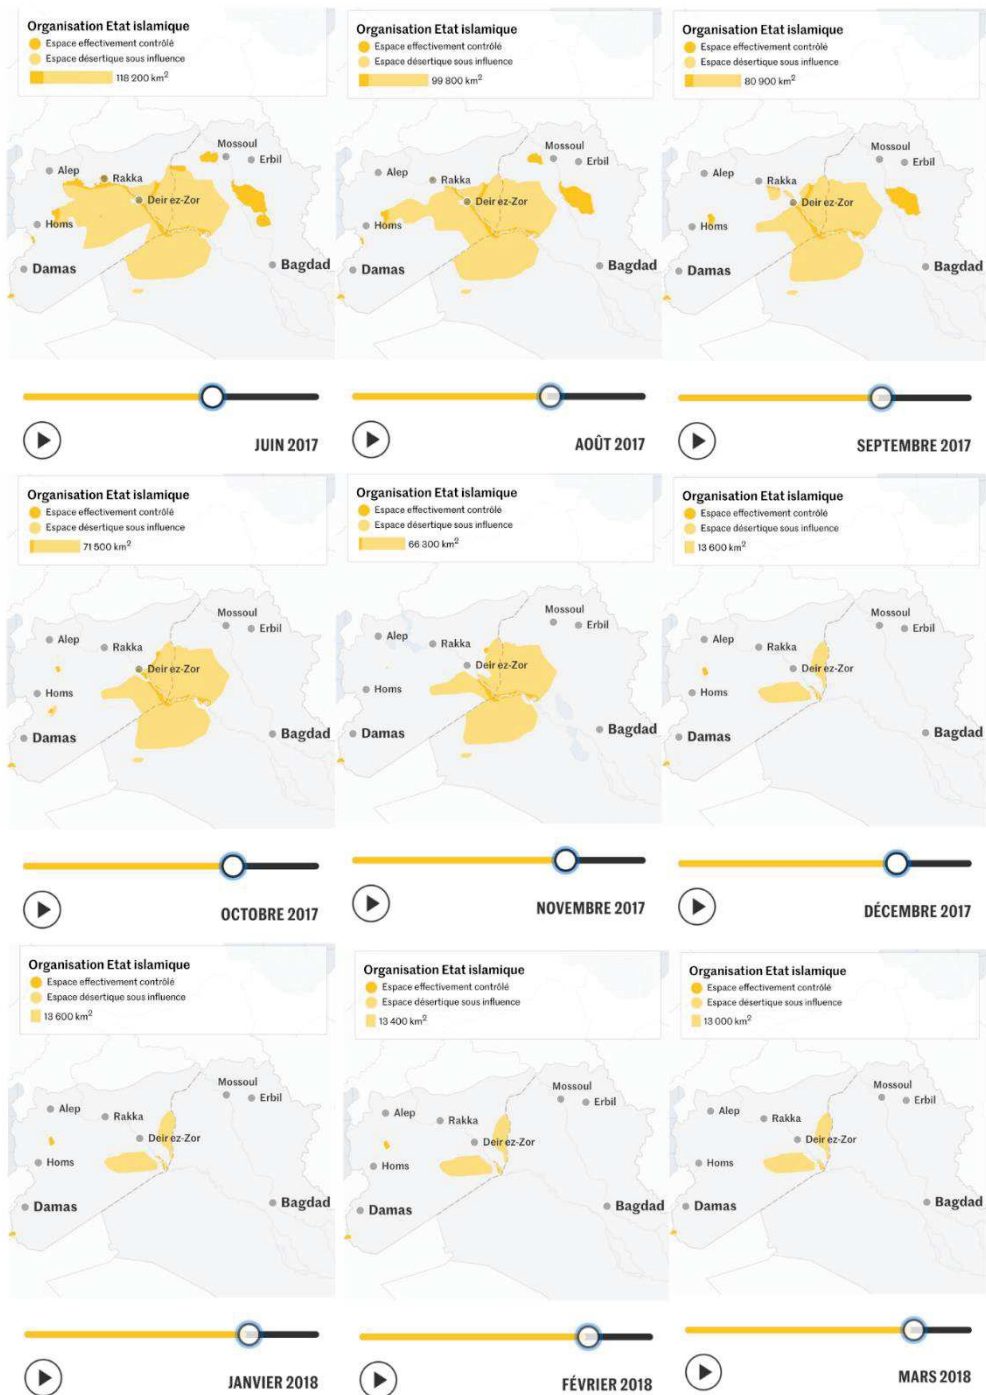 Organisation Etat islamique
Espace effectivement contrôlé
Espace désertique sous influence
118 200 km²
Mossoul
Alep
Erbil
Rakka
Deir ez-Zor
Homs
Damas
Bagdad
JUIN 2017
Organisation Etat islamique
Espace effectivement contrôlé
Espace désertique sous influence
99 800 km²
Mossoul
Alep
Erbil
Rakka
Deir ez-Zor
Homs
Damas
Bagdad
AOÛT 2017
Organisation Etat islamique
Espace effectivement contrôlé
Espace désertique sous influence
80 900 km²
Mossoul
Alep
Erbil
Rakka
Deir ez-Zor
Homs
Damas
Bagdad
SEPTEMBRE 2017
Organisation Etat islamique
Espace effectivement contrôlé
Espace désertique sous influence
71 500 km²
Mossoul
Alep
Erbil
Rakka
Deir ez-Zor
Homs
Damas
Bagdad
OCTOBRE 2017
Organisation Etat islamique
Espace effectivement contrôlé
Espace désertique sous influence
66 300 km²
Mossoul
Alep
Erbil
Rakka
Deir ez-Zor
Homs
Damas
Bagdad
NOVEMBRE 2017
Organisation Etat islamique
Espace effectivement contrôlé
Espace désertique sous influence
13 600 km²
Mossoul
Alep
Erbil
Rakka
Deir ez-Zor
Homs
Damas
Bagdad
DÉCEMBRE 2017
Organisation Etat islamique
Espace effectivement contrôlé
Espace désertique sous influence
13 600 km²
Mossoul
Alep
Erbil
Rakka
Deir ez-Zor
Homs
Damas
Bagdad
JANVIER 2018
Organisation Etat islamique
Espace effectivement contrôlé
Espace désertique sous influence
13 400 km²
Mossoul
Alep
Erbil
Rakka
Deir ez-Zor
Homs
Damas
Bagdad
FÉVRIER 2018
Organisation Etat islamique
Espace effectivement contrôlé
Espace désertique sous influence
13 000 km²
Mossoul
Alep
Erbil
Rakka
Deir ez-Zor
Homs
Damas
Bagdad
MARS 2018